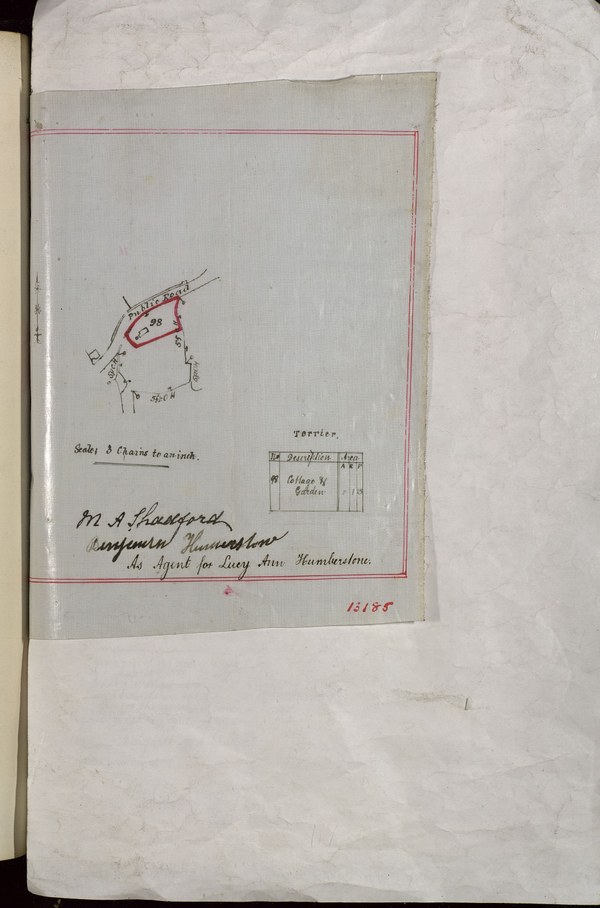 Public Road
98
Scale; 3 Chains to an inch.
Terrier.
No Description Area
A R P
98 Cottage &
Garden
M A Shadford
Benjamin Humberstone
As Agent for Lucy Ann Humberstone.
13185